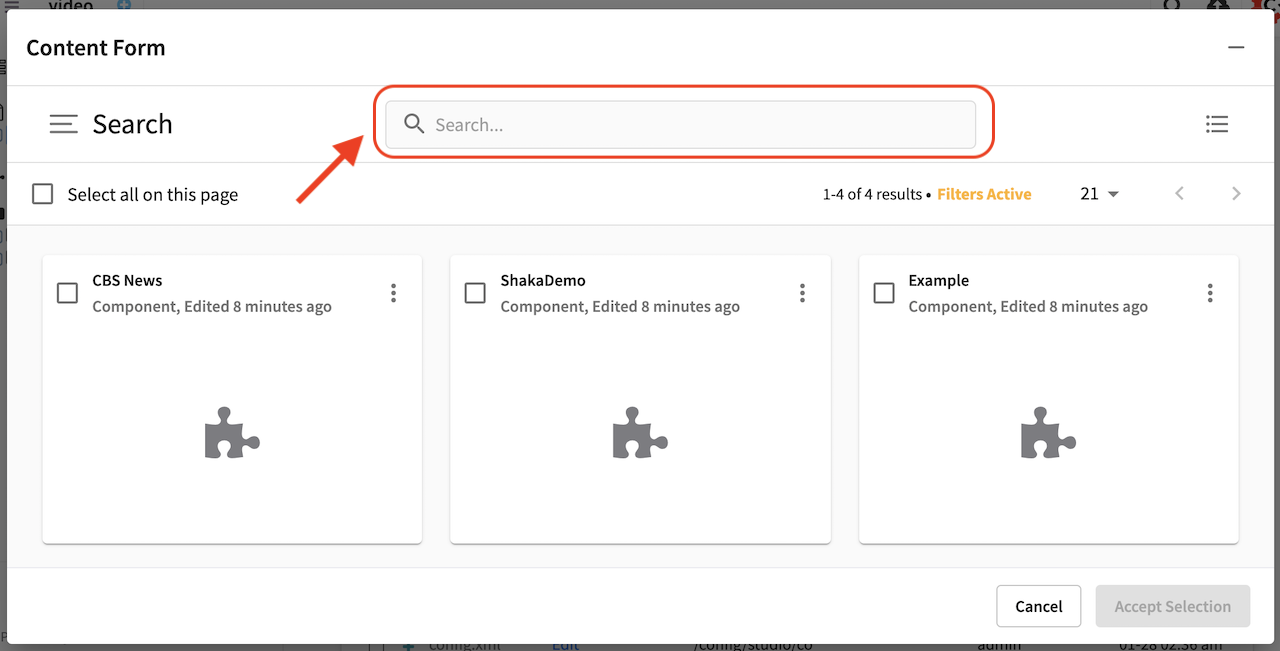 video
Content Form
Search
Search...
Select all on this page
1-4 of 4 results • Filters Active
21
CBS News
Component, Edited 8 minutes ago
ShakaDemo
Component, Edited 8 minutes ago
Example
Component, Edited 8 minutes ago
Cancel
Accept Selection
config.xml Edit /config/studio/co admin 01-28 02:36 am